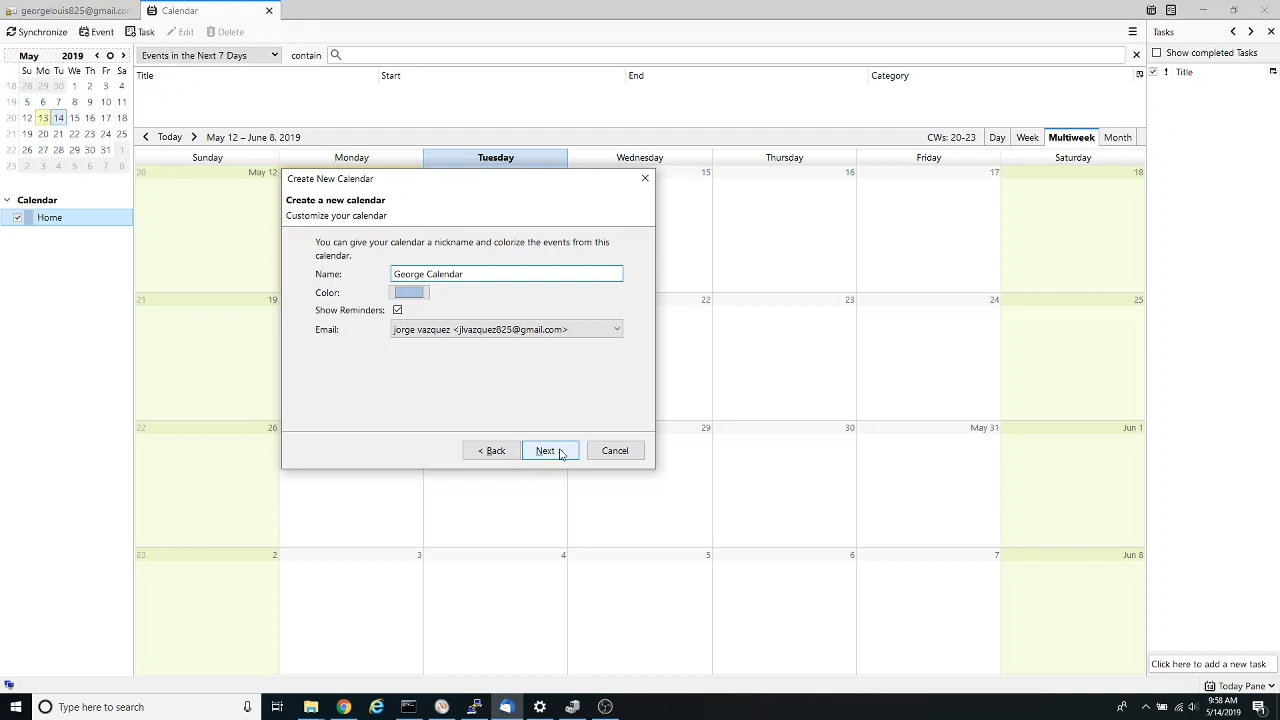 georgelouis825@gmail.con
Calendar
Synchronize Event Task Edit Delete
May 2019
Su Mo Tu We Th Fr Sa
18 28 29 30 1 2 3 4
19 5 6 7 8 9 10 11
20 12 13 14 15 16 17 18
21 19 20 21 22 23 24 25
22 26 27 28 29 30 31 1
23 2 3 4 5 6 7 8
Calendar
Home
Events in the Next 7 Days contain
Title Start End Category
Today May 12 – June 8, 2019 CWs: 20-23 Day Week Multiweek Month
Sunday Monday Tuesday Wednesday Thursday Friday Saturday
20 May 12 15 16 17 18
21 19 22 23 24 25
22 26 29 30 May 31 Jun 1
23 2 3 4 5 6 7 Jun 8
Create New Calendar
Create a new calendar
Customize your calendar
You can give your calendar a nickname and colorize the events from this
calendar.
Name: George Calendar
Color:
Show Reminders:
Email: jorge vazquez <jlvazquez825@gmail.com>
< Back Next Cancel
Tasks
Show completed Tasks
! Title
Click here to add a new task
Today Pane
Type here to search
9:58 AM
5/14/2019